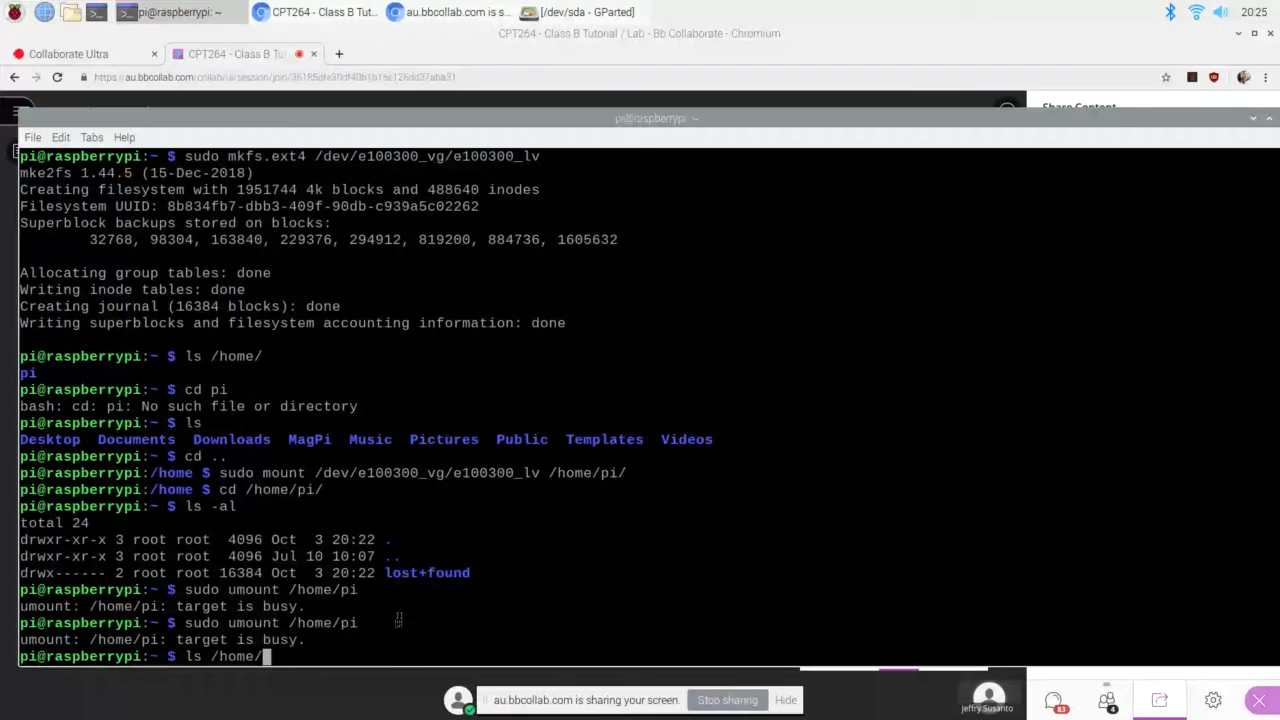 pi@raspberrypi: ~
CPT264 - Class B Tut...
au.bbcollab.com is s...
[/dev/sda - GParted]
20:25
CPT264 - Class B Tutorial / Lab - Bb Collaborate - Chromium
Collaborate Ultra
CPT264 - Class B Tu
Share Content
pi@raspberrypi: ~
File Edit Tabs Help
pi@raspberrypi:~ $ sudo mkfs.ext4 /dev/e100300_vg/e100300_lv
mke2fs 1.44.5 (15-Dec-2018)
Creating filesystem with 1951744 4k blocks and 488640 inodes
Filesystem UUID: 8b834fb7-dbb3-409f-90db-c939a5c02262
Superblock backups stored on blocks:
32768, 98304, 163840, 229376, 294912, 819200, 884736, 1605632
Allocating group tables: done
Writing inode tables: done
Creating journal (16384 blocks): done
Writing superblocks and filesystem accounting information: done
pi@raspberrypi:~ $ ls /home/
pi
pi@raspberrypi:~ $ cd pi
bash: cd: pi: No such file or directory
pi@raspberrypi:~ $ ls
Desktop Documents Downloads MagPi Music Pictures Public Templates Videos
pi@raspberrypi:~ $ cd ..
pi@raspberrypi:/home $ sudo mount /dev/e100300_vg/e100300_lv /home/pi/
pi@raspberrypi:/home $ cd /home/pi/
pi@raspberrypi:~ $ ls -al
total 24
drwxr-xr-x 3 root root 4096 Oct 3 20:22 .
drwxr-xr-x 3 root root 4096 Jul 10 10:07 ..
drwx------ 2 root root 16384 Oct 3 20:22 lost+found
pi@raspberrypi:~ $ sudo umount /home/pi
umount: /home/pi: target is busy.
pi@raspberrypi:~ $ sudo umount /home/pi
umount: /home/pi: target is busy.
pi@raspberrypi:~ $ ls /home/
au.bbcollab.com is sharing your screen.
Stop sharing
Hide
Jeffry Susanto
83
4